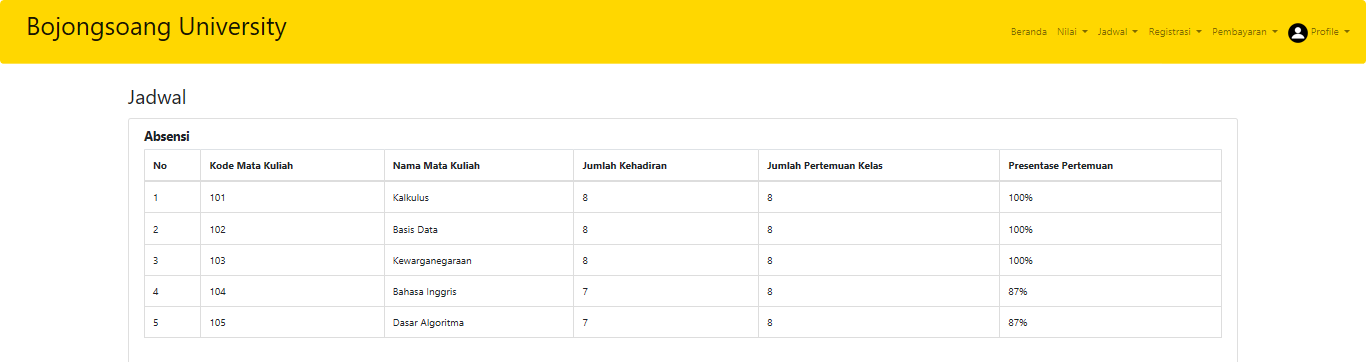 Bojongsoang University
Beranda Nilai Jadwal Registrasi Pembayaran Profile
Jadwal
Absensi
No Kode Mata Kuliah Nama Mata Kuliah Jumlah Kehadiran Jumlah Pertemuan Kelas Presentase Pertemuan
1 101 Kalkulus 8 8 100%
2 102 Basis Data 8 8 100%
3 103 Kewarganegaraan 8 8 100%
4 104 Bahasa Inggris 7 8 87%
5 105 Dasar Algoritma 7 8 87%